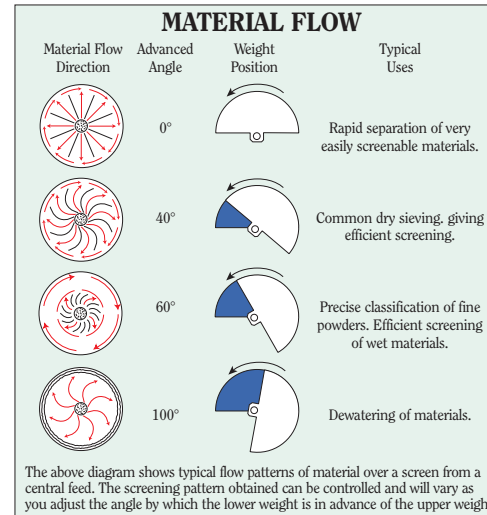 MATERIAL FLOW
Material Flow Direction
Advanced Angle
Weight Position
Typical Uses
0°
Rapid separation of very
easily screenable materials.
40°
Common dry sieving. giving
efficient screening.
60°
Precise classification of fine
powders. Efficient screening
of wet materials.
100°
Dewatering of materials.
The above diagram shows typical flow patterns of material over a screen from a
central feed. The screening pattern obtained can be controlled and will vary as
you adjust the angle by which the lower weight is in advance of the upper weigh